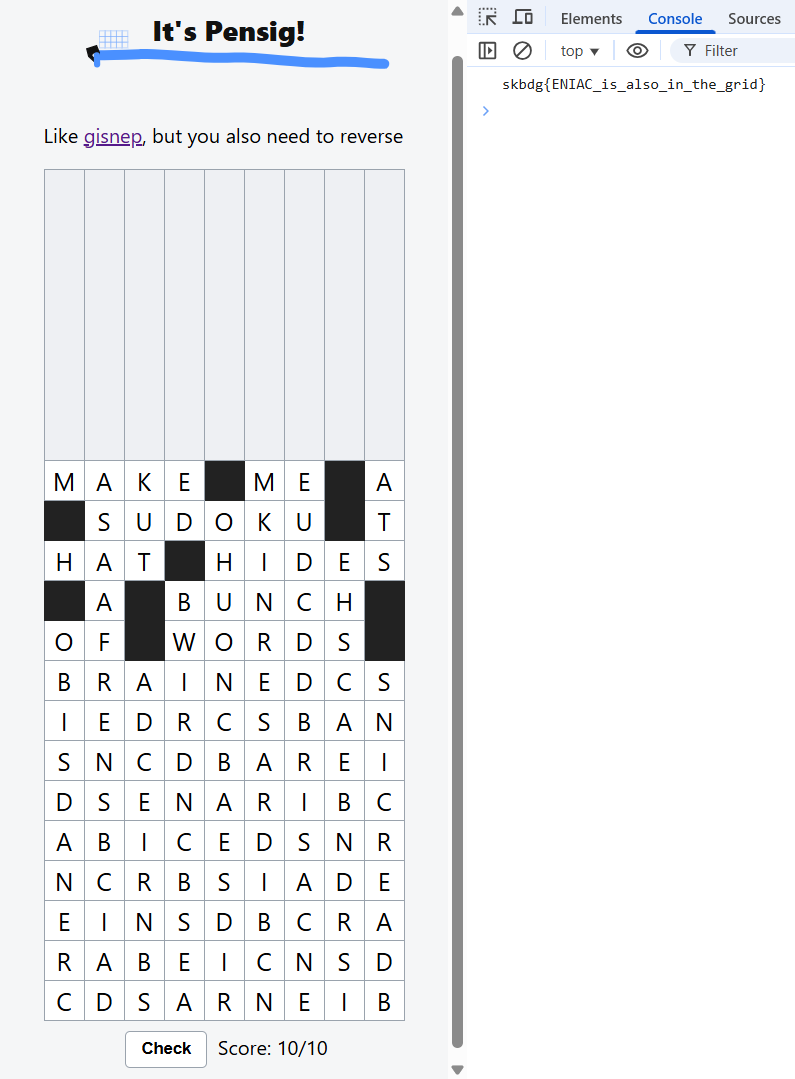 It's Pensig!
Like gisnep, but you also need to reverse
M A K E M E A
S U D O K U T
H A T H I D E S
A B U N C H
O F W O R D S
B R A I N E D C S
I E D R C S B A N
S N C D B A R E I
D S E N A R I B C
A B I C E D S N R
N C R B S I A D E
E I N S D B C R A
R A B E I C N S D
C D S A R N E I B
Check Score: 10/10
Elements Console Sources
top Filter
skbdg{ENIAC_is_also_in_the_grid}